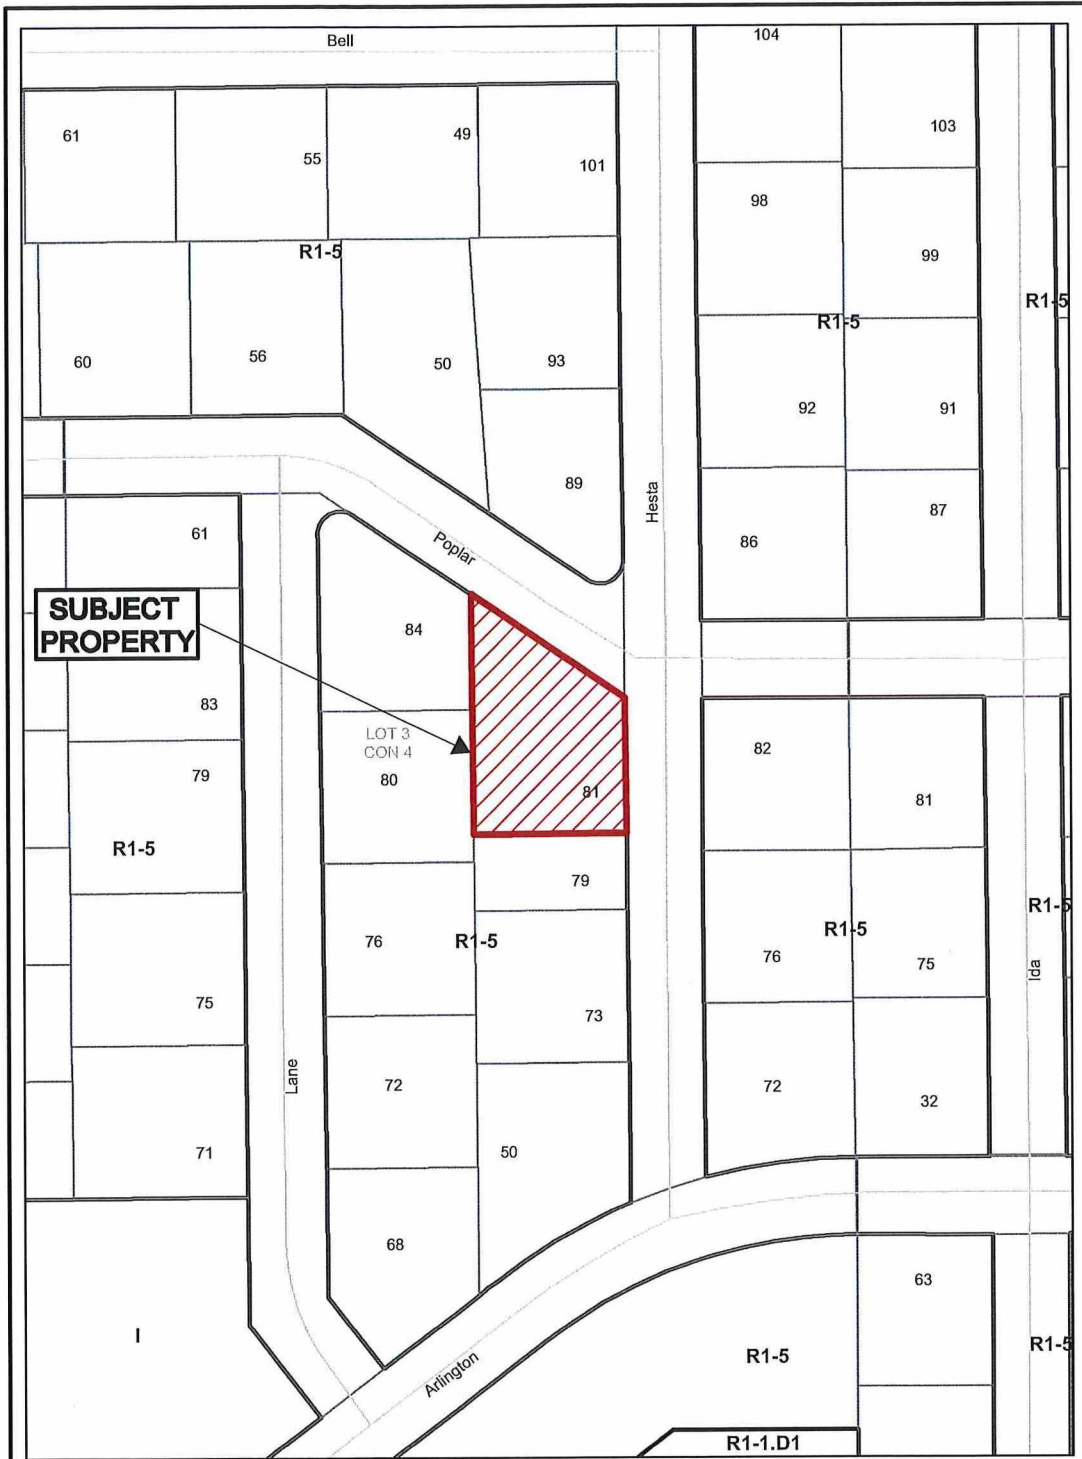 Bell
104
61
49
103
55
101
98
R1-5
99
R1-5
R1-5
60
56
50
93
92
91
89
Hesta
87
61
Poplar
86
SUBJECT
PROPERTY
84
83
LOT 3
CON 4
82
79
80
81
81
R1-5
79
R1-5
76
R1-5
R1-5
76
75
Ida
75
73
Lane
72
72
32
71
50
68
63
I
R1-5
R1-5
Arlington
R1-1.D1